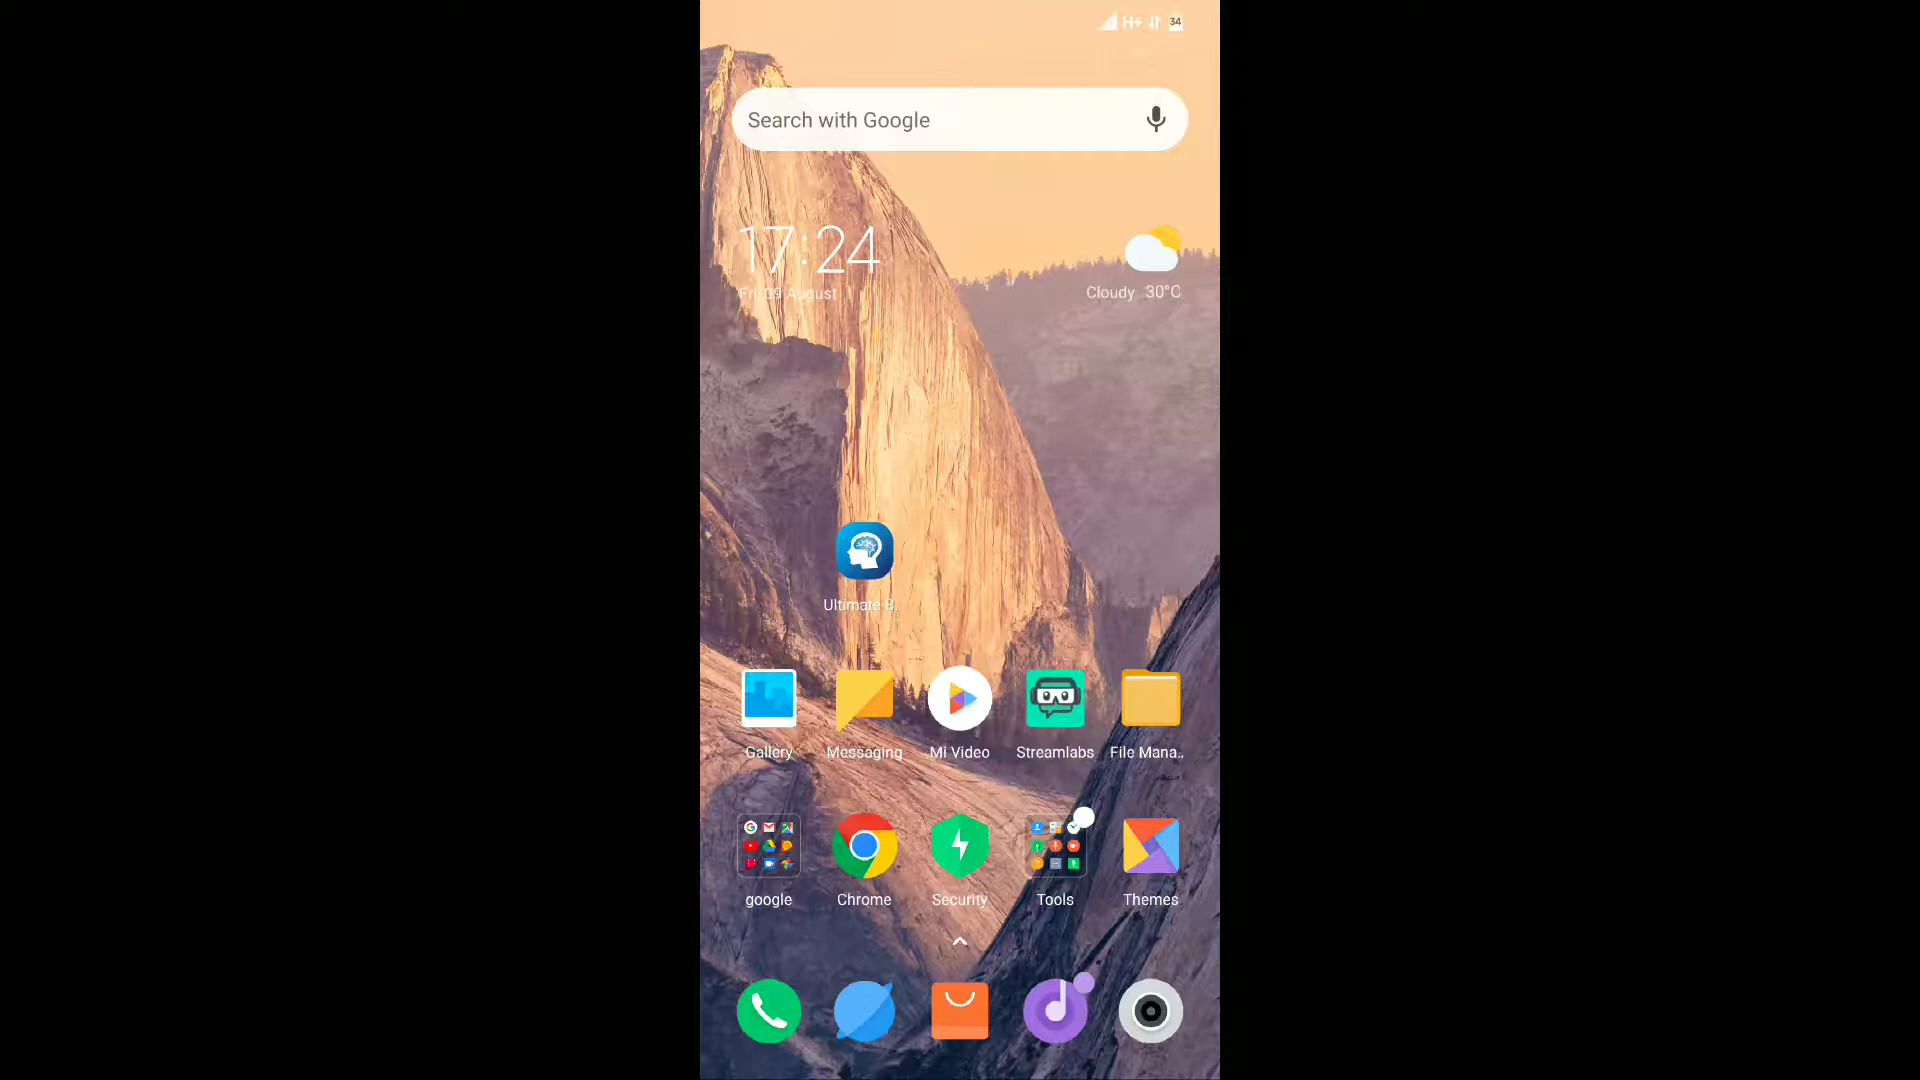 H+ 34
Search with Google
17:24
Fri, 09 August
Cloudy 30°C
Ultimate B..
Gallery Messaging Mi Video Streamlabs File Mana..
google Chrome Security Tools Themes